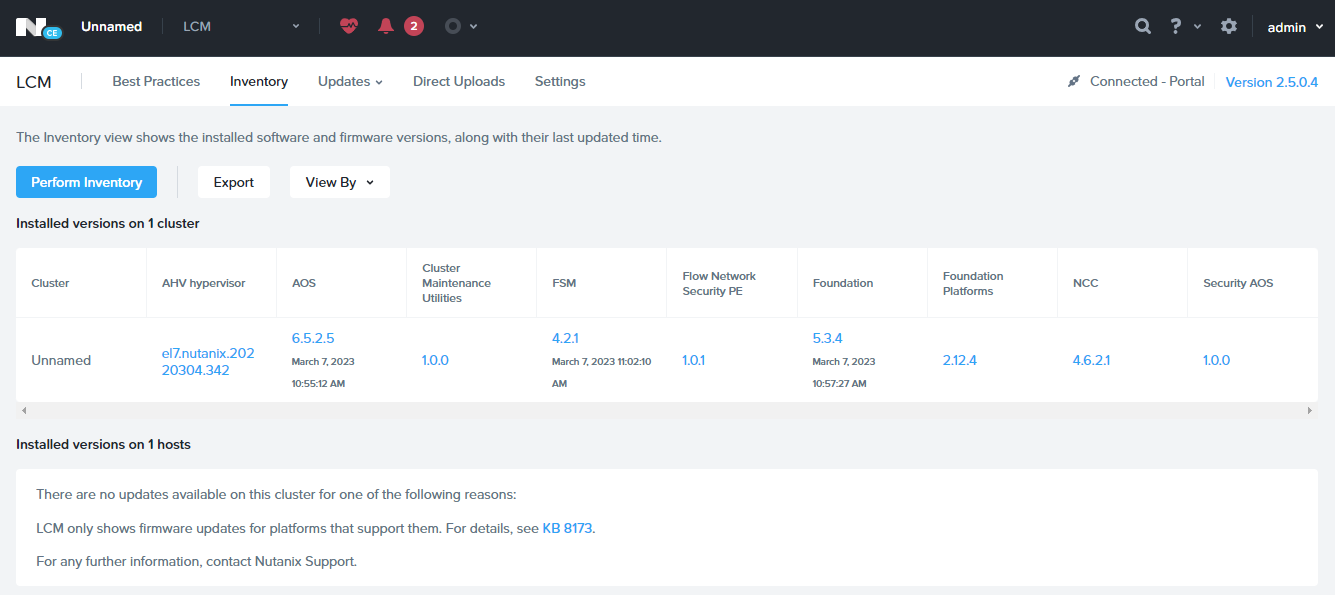 N CE Unnamed LCM 2 admin
LCM Best Practices Inventory Updates Direct Uploads Settings Connected - Portal Version 2.5.0.4
The Inventory view shows the installed software and firmware versions, along with their last updated time.
Perform Inventory Export View By
Installed versions on 1 cluster
Cluster
AHV hypervisor
AOS
Cluster
Maintenance
Utilities
FSM
Flow Network
Security PE
Foundation
Foundation
Platforms
NCC
Security AOS
Unnamed
el7.nutanix.202
20304.342
6.5.2.5
March 7, 2023
10:55:12 AM
1.0.0
4.2.1
March 7, 2023 11:02:10
AM
1.0.1
5.3.4
March 7, 2023
10:57:27 AM
2.12.4
4.6.2.1
1.0.0
Installed versions on 1 hosts
There are no updates available on this cluster for one of the following reasons:
LCM only shows firmware updates for platforms that support them. For details, see KB 8173.
For any further information, contact Nutanix Support.